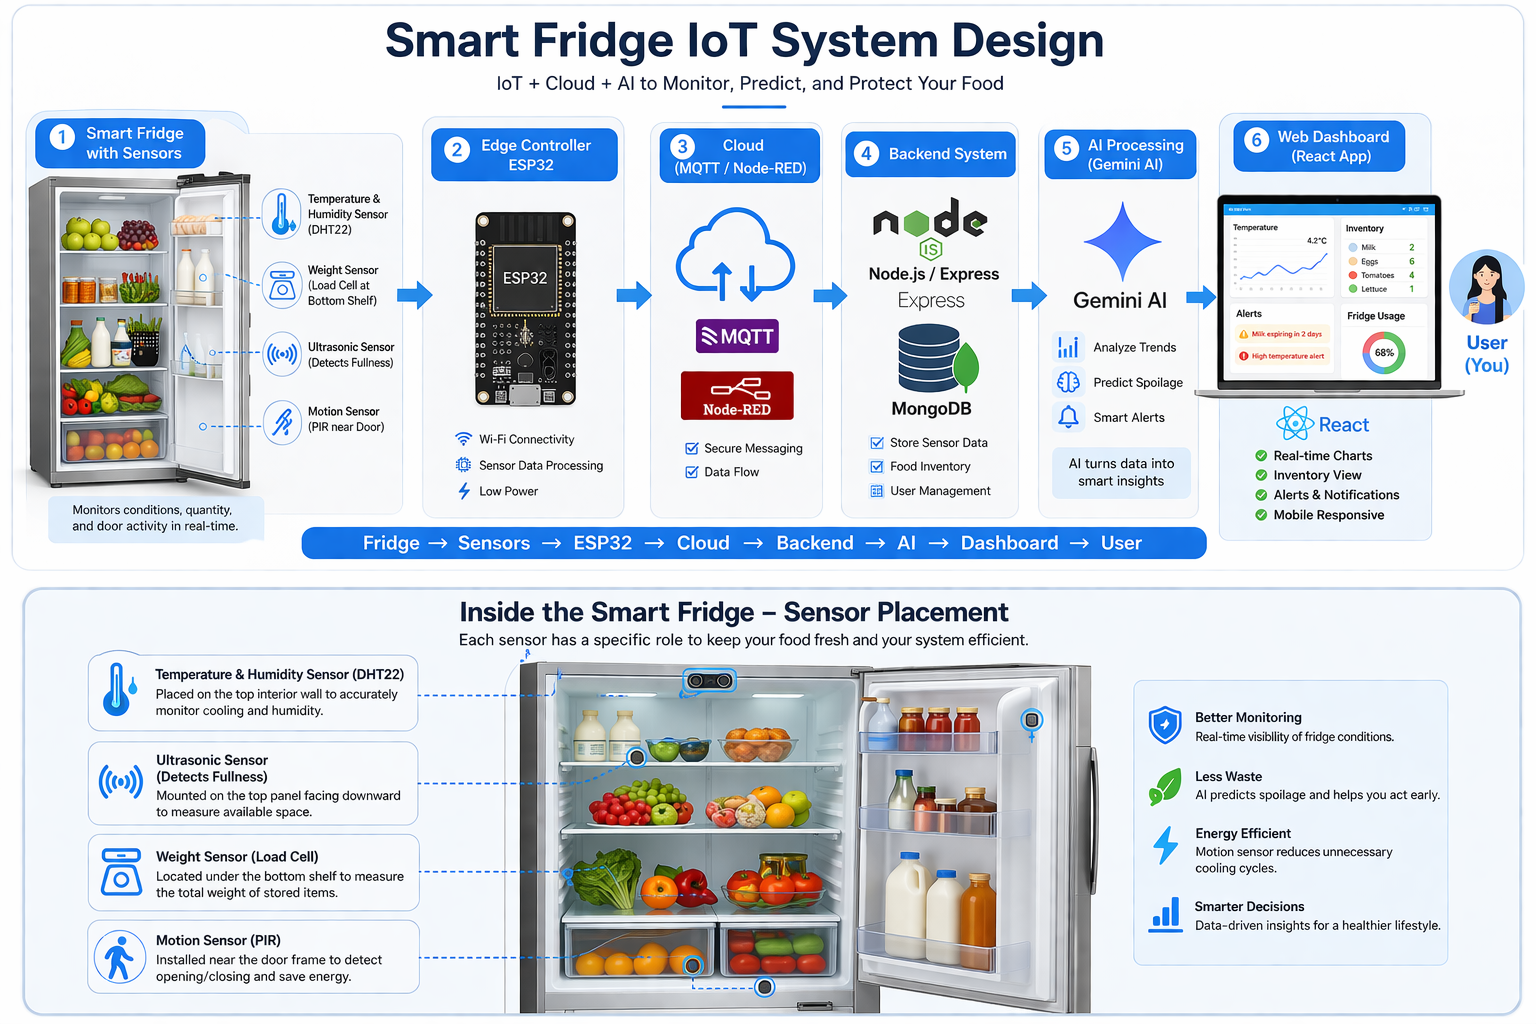 Smart Fridge IoT System Design
IoT + Cloud + AI to Monitor, Predict, and Protect Your Food
1
Smart Fridge
with Sensors
Temperature &
Humidity Sensor
(DHT22)
Weight Sensor
(Load Cell at
Bottom Shelf)
Ultrasonic Sensor
(Detects Fullness)
Motion Sensor
(PIR near Door)
Monitors conditions, quantity,
and door activity in real-time.
2
Edge Controller
ESP32
ESP32
Wi-Fi Connectivity
Sensor Data Processing
Low Power
3
Cloud
(MQTT / Node-RED)
MQTT
Node-RED
Secure Messaging
Data Flow
4
Backend System
node
JS
Node.js / Express
Express
MongoDB
Store Sensor Data
Food Inventory
User Management
5
AI Processing
(Gemini AI)
Gemini AI
Analyze Trends
Predict Spoilage
Smart Alerts
AI turns data into
smart insights
6
Web Dashboard
(React App)
Temperature
4.2°C
Inventory
Milk 2
Eggs 6
Tomatoes 4
Lettuce 1
Alerts
Milk expiring in 2 days
High temperature alert
Fridge Usage
68%
React
Real-time Charts
Inventory View
Alerts & Notifications
Mobile Responsive
User
(You)
Fridge → Sensors → ESP32 → Cloud → Backend → AI → Dashboard → User
Inside the Smart Fridge – Sensor Placement
Each sensor has a specific role to keep your food fresh and your system efficient.
Temperature & Humidity Sensor (DHT22)
Placed on the top interior wall to accurately
monitor cooling and humidity.
Ultrasonic Sensor
(Detects Fullness)
Mounted on the top panel facing downward
to measure available space.
Weight Sensor (Load Cell)
Located under the bottom shelf to measure
the total weight of stored items.
Motion Sensor (PIR)
Installed near the door frame to detect
opening/closing and save energy.
Better Monitoring
Real-time visibility of fridge conditions.
Less Waste
AI predicts spoilage and helps you act early.
Energy Efficient
Motion sensor reduces unnecessary
cooling cycles.
Smarter Decisions
Data-driven insights for a healthier lifestyle.